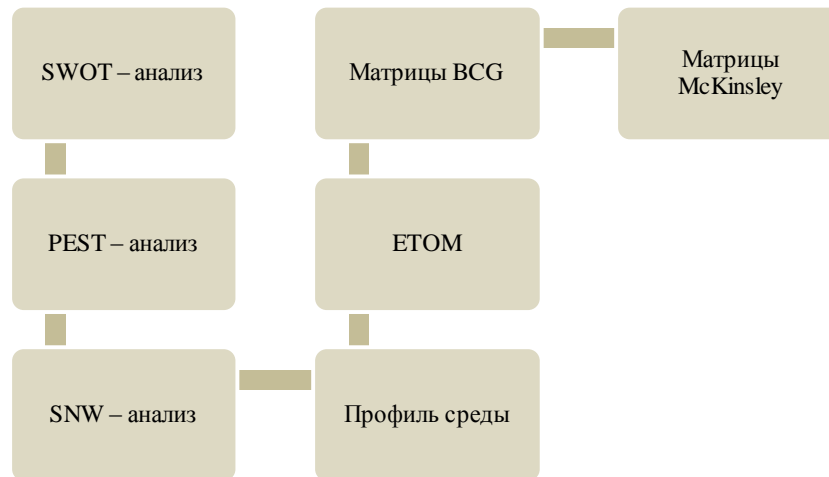 SWOT – анализ
PEST – анализ
SNW – анализ
Профиль среды
ETOM
Матрицы BCG
Матрицы
McKinsley